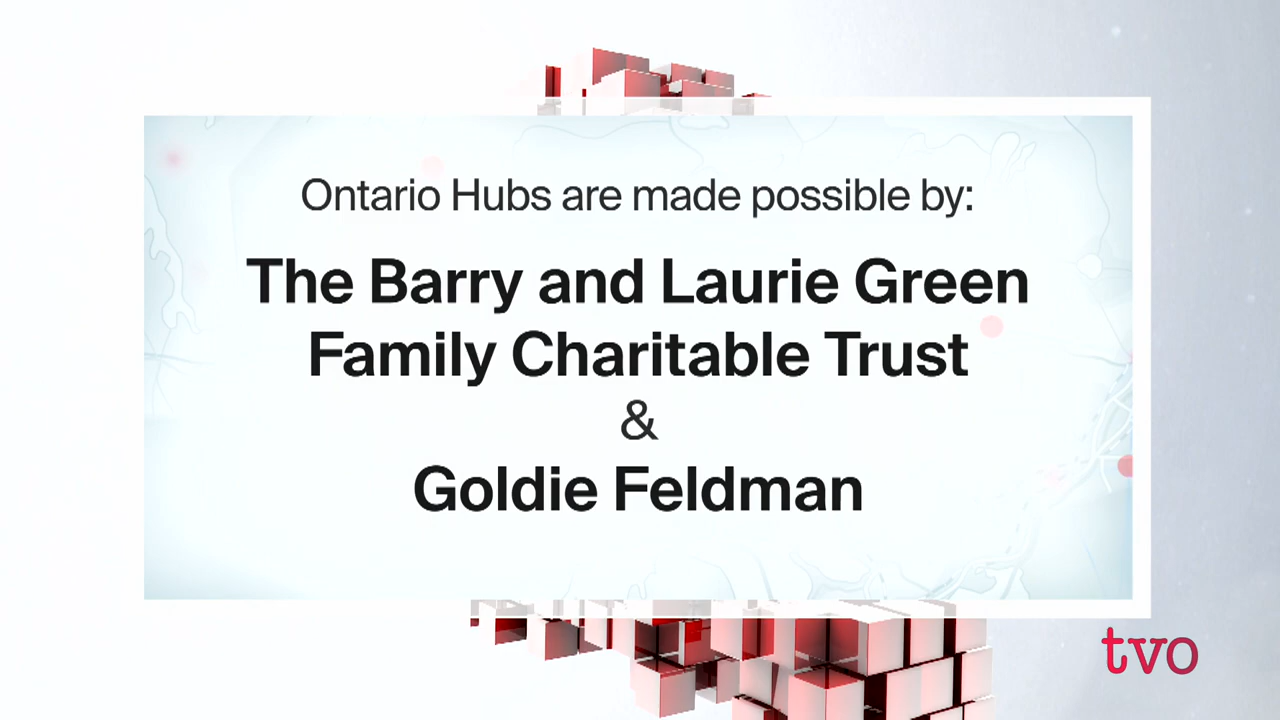 Ontario Hubs are made possible by:
The Barry and Laurie Green
Family Charitable Trust
&
Goldie Feldman
tvo